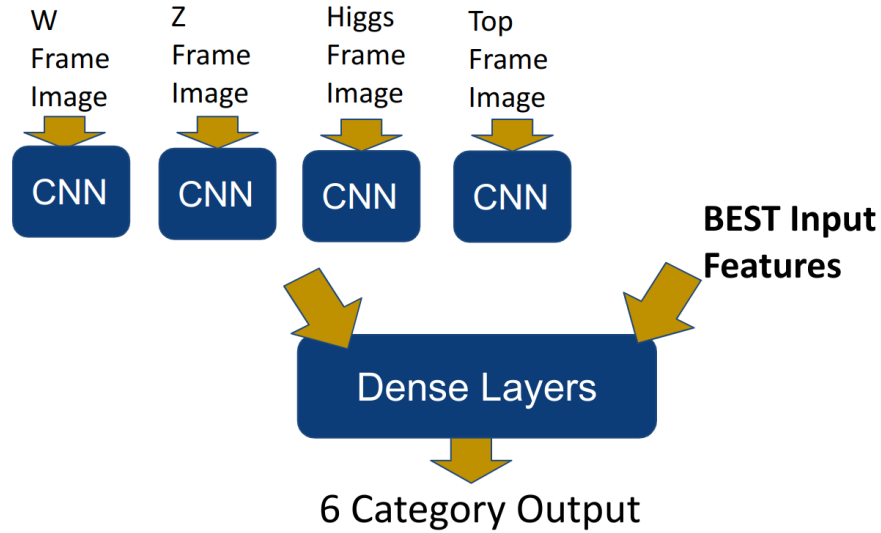 W
Frame
Image
Z
Frame
Image
Higgs
Frame
Image
Top
Frame
Image
CNN
CNN
CNN
CNN
BEST Input
Features
Dense Layers
6 Category Output